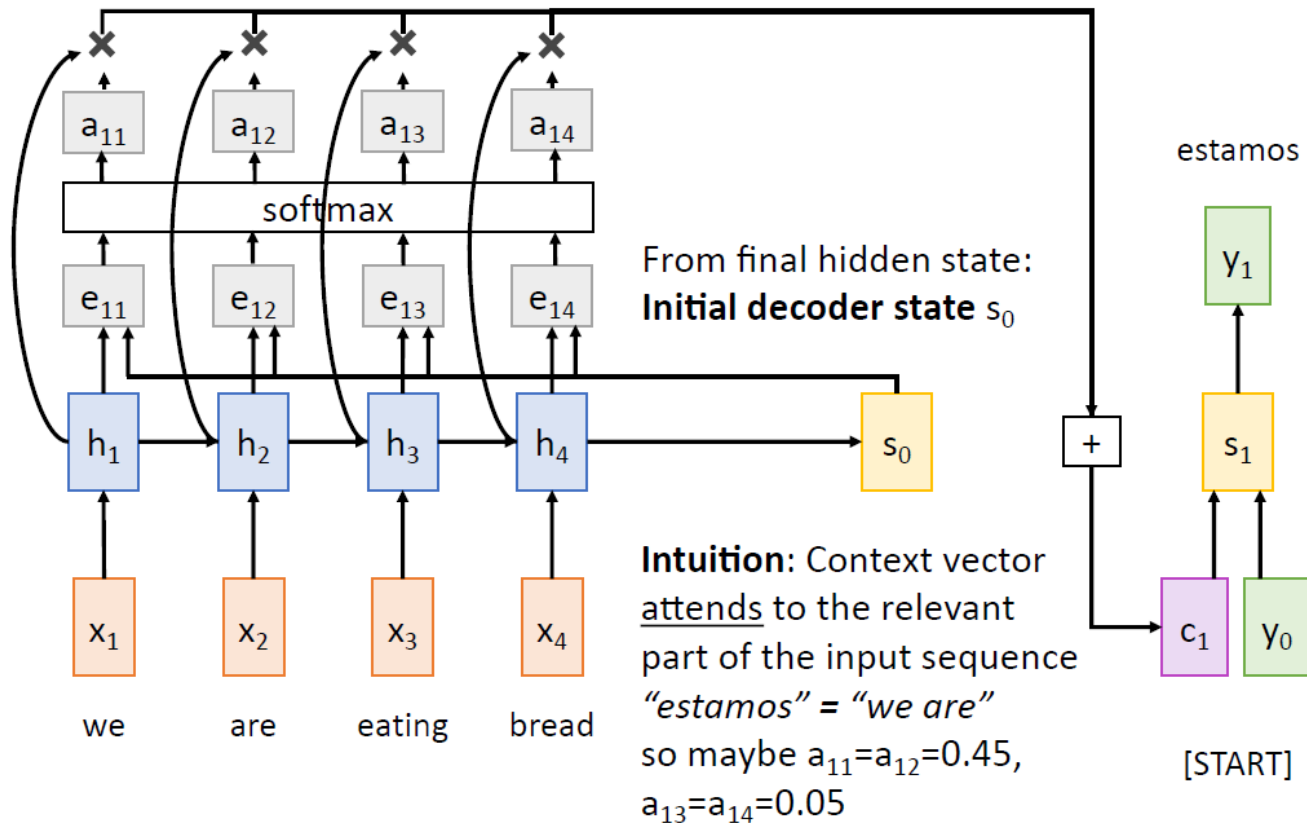 a₁₁ a₁₂ a₁₃ a₁₄
softmax
e₁₁ e₁₂ e₁₃ e₁₄
h₁ h₂ h₃ h₄ s₀
x₁ x₂ x₃ x₄
we are eating bread
From final hidden state:
Initial decoder state s₀
Intuition: Context vector
attends to the relevant
part of the input sequence
“estamos” = “we are”
so maybe a₁₁=a₁₂=0.45,
a₁₃=a₁₄=0.05
+
estamos
y₁
s₁
c₁ y₀
[START]